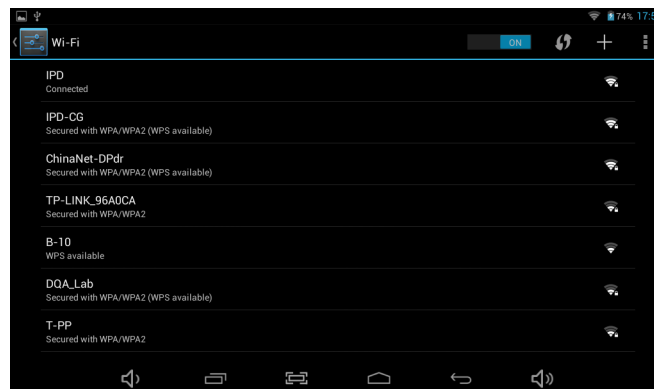 74%
Wi-Fi ON
IPD
Connected
IPD-CG
Secured with WPA/WPA2 (WPS available)
ChinaNet-DPdr
Secured with WPA/WPA2 (WPS available)
TP-LINK_96A0CA
Secured with WPA/WPA2
B-10
WPS available
DQA_Lab
Secured with WPA/WPA2 (WPS available)
T-PP
Secured with WPA/WPA2